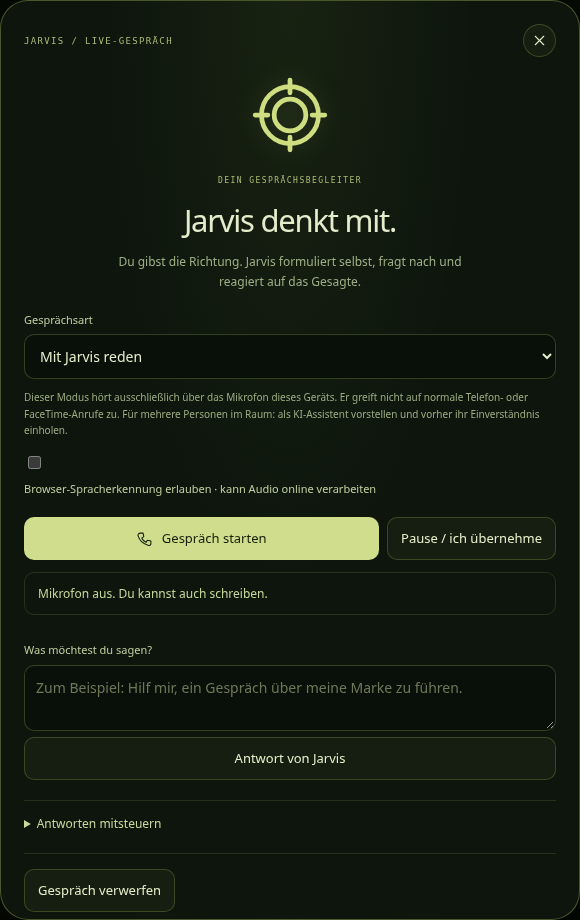 JARVIS / LIVE-GESPRÄCH
DEIN GESPRÄCHSBEGLEITER
Jarvis denkt mit.
Du gibst die Richtung. Jarvis formuliert selbst, fragt nach und
reagiert auf das Gesagte.
Gesprächsart
Mit Jarvis reden
Dieser Modus hört ausschließlich über das Mikrofon dieses Geräts. Er greift nicht auf normale Telefon- oder
FaceTime-Anrufe zu. Für mehrere Personen im Raum: als KI-Assistent vorstellen und vorher ihr Einverständnis
einholen.
Browser-Spracherkennung erlauben · kann Audio online verarbeiten
Gespräch starten
Pause / ich übernehme
Mikrofon aus. Du kannst auch schreiben.
Was möchtest du sagen?
Zum Beispiel: Hilf mir, ein Gespräch über meine Marke zu führen.
Antwort von Jarvis
Antworten mitsteuern
Gespräch verwerfen